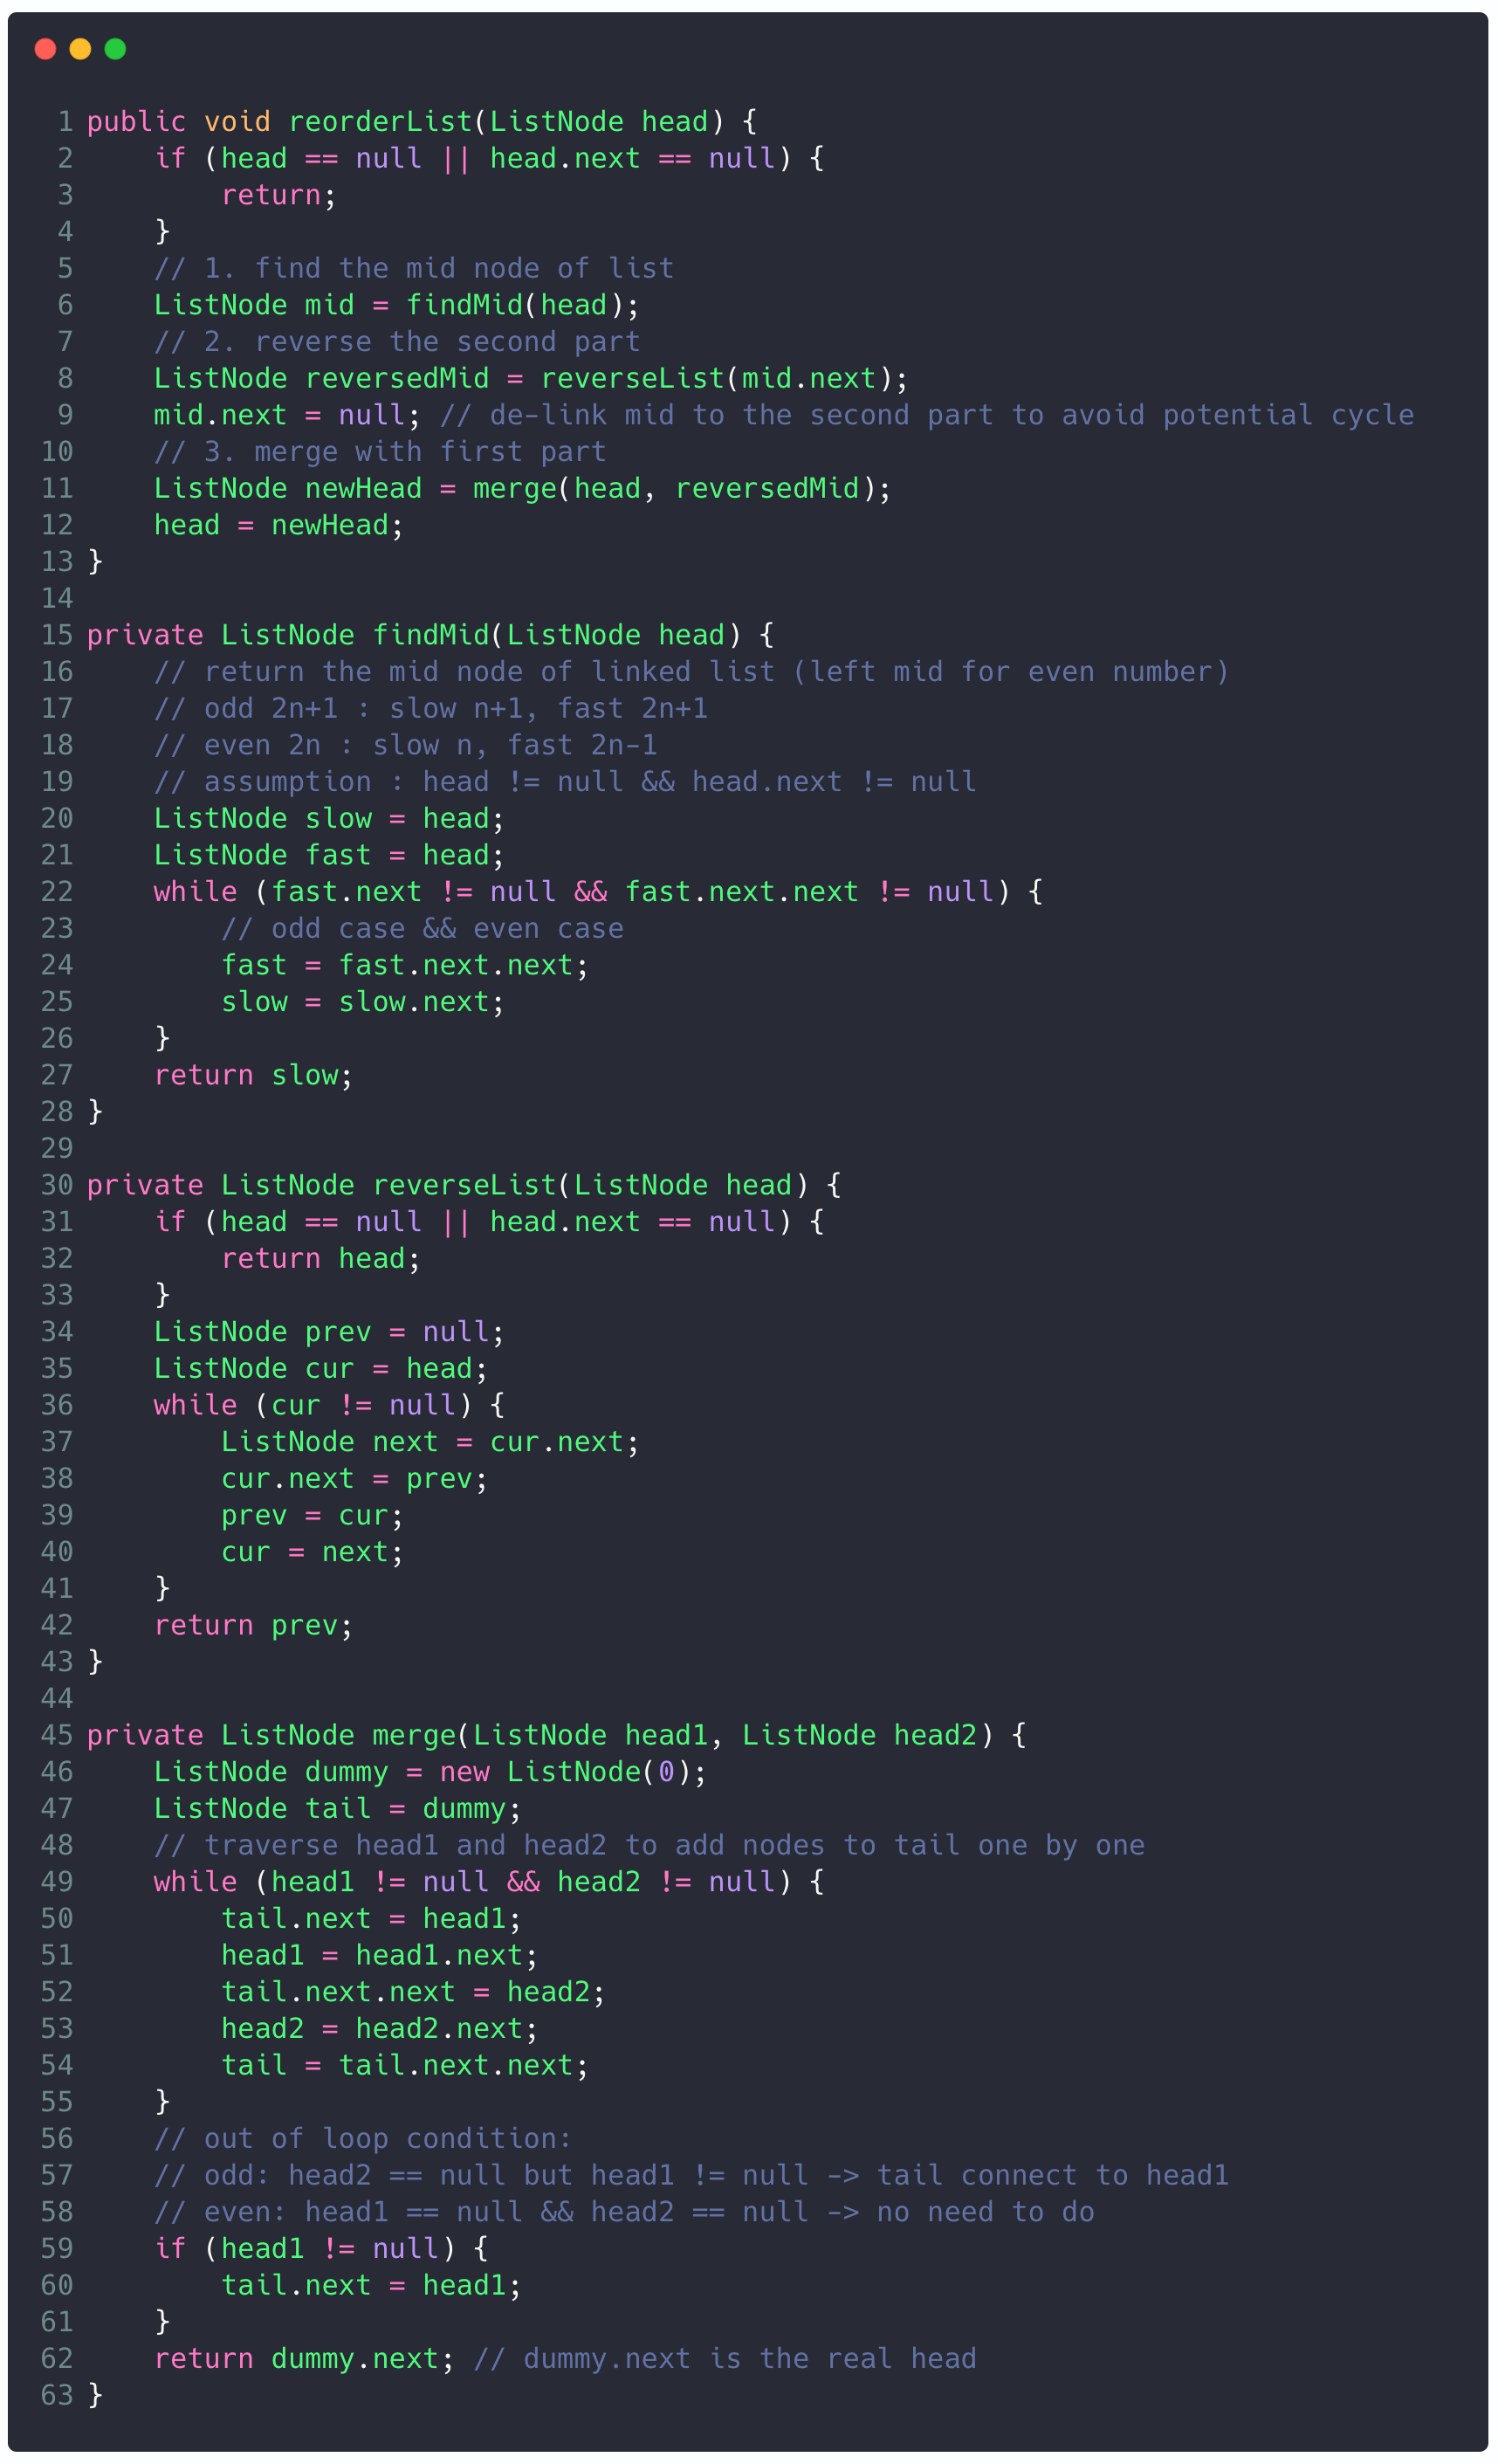 1 public void reorderList(ListNode head) {
2     if (head == null || head.next == null) {
3         return;
4     }
5     // 1. find the mid node of list
6     ListNode mid = findMid(head);
7     // 2. reverse the second part
8     ListNode reversedMid = reverseList(mid.next);
9     mid.next = null; // de-link mid to the second part to avoid potential cycle
10     // 3. merge with first part
11     ListNode newHead = merge(head, reversedMid);
12     head = newHead;
13 }
14
15 private ListNode findMid(ListNode head) {
16     // return the mid node of linked list (left mid for even number)
17     // odd 2n+1 : slow n+1, fast 2n+1
18     // even 2n : slow n, fast 2n-1
19     // assumption : head != null && head.next != null
20     ListNode slow = head;
21     ListNode fast = head;
22     while (fast.next != null && fast.next.next != null) {
23         // odd case && even case
24         fast = fast.next.next;
25         slow = slow.next;
26     }
27     return slow;
28 }
29
30 private ListNode reverseList(ListNode head) {
31     if (head == null || head.next == null) {
32         return head;
33     }
34     ListNode prev = null;
35     ListNode cur = head;
36     while (cur != null) {
37         ListNode next = cur.next;
38         cur.next = prev;
39         prev = cur;
40         cur = next;
41     }
42     return prev;
43 }
44
45 private ListNode merge(ListNode head1, ListNode head2) {
46     ListNode dummy = new ListNode(0);
47     ListNode tail = dummy;
48     // traverse head1 and head2 to add nodes to tail one by one
49     while (head1 != null && head2 != null) {
50         tail.next = head1;
51         head1 = head1.next;
52         tail.next.next = head2;
53         head2 = head2.next;
54         tail = tail.next.next;
55     }
56     // out of loop condition:
57     // odd: head2 == null but head1 != null -> tail connect to head1
58     // even: head1 == null && head2 == null -> no need to do
59     if (head1 != null) {
60         tail.next = head1;
61     }
62     return dummy.next; // dummy.next is the real head
63 }